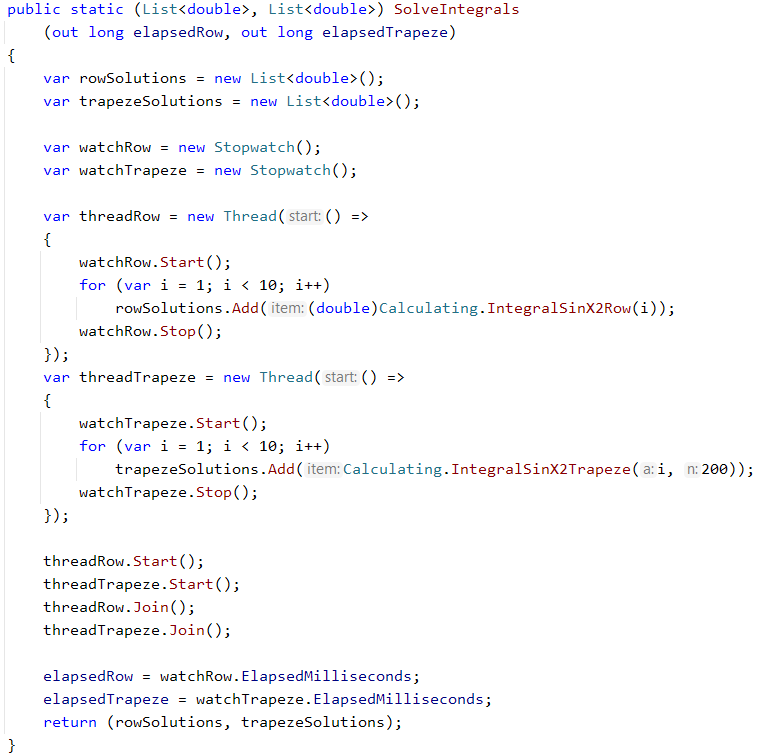 public static (List<double>, List<double>) SolveIntegrals
(out long elapsedRow, out long elapsedTrapeze)
{
var rowSolutions = new List<double>();
var trapezeSolutions = new List<double>();
var watchRow = new Stopwatch();
var watchTrapeze = new Stopwatch();
var threadRow = new Thread( start: () =>
{
watchRow.Start();
for (var i = 1; i < 10; i++)
rowSolutions.Add( item: (double)Calculating.IntegralSinX2Row(i));
watchRow.Stop();
});
var threadTrapeze = new Thread( start: () =>
{
watchTrapeze.Start();
for (var i = 1; i < 10; i++)
trapezeSolutions.Add( item: Calculating.IntegralSinX2Trapeze( a: i, n: 200));
watchTrapeze.Stop();
});
threadRow.Start();
threadTrapeze.Start();
threadRow.Join();
threadTrapeze.Join();
elapsedRow = watchRow.ElapsedMilliseconds;
elapsedTrapeze = watchTrapeze.ElapsedMilliseconds;
return (rowSolutions, trapezeSolutions);
}